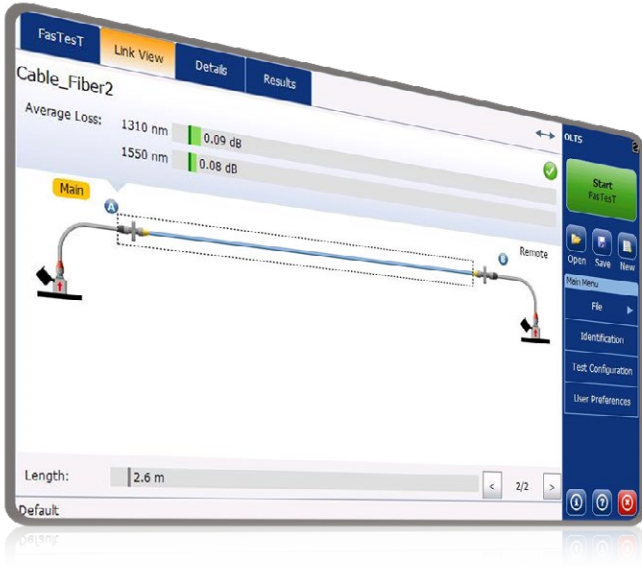 FasTesT
Link View
Details
Results
Cable_Fiber2
Average Loss:
1310 nm
0.09 dB
1550 nm
0.08 dB
Main
A
B
Remote
Length:
2.6 m
<
2/2
>
Default
OLTS
Start
FasTesT
Open
Save
New
Main Menu
File
Identification
Test Configuration
User Preferences